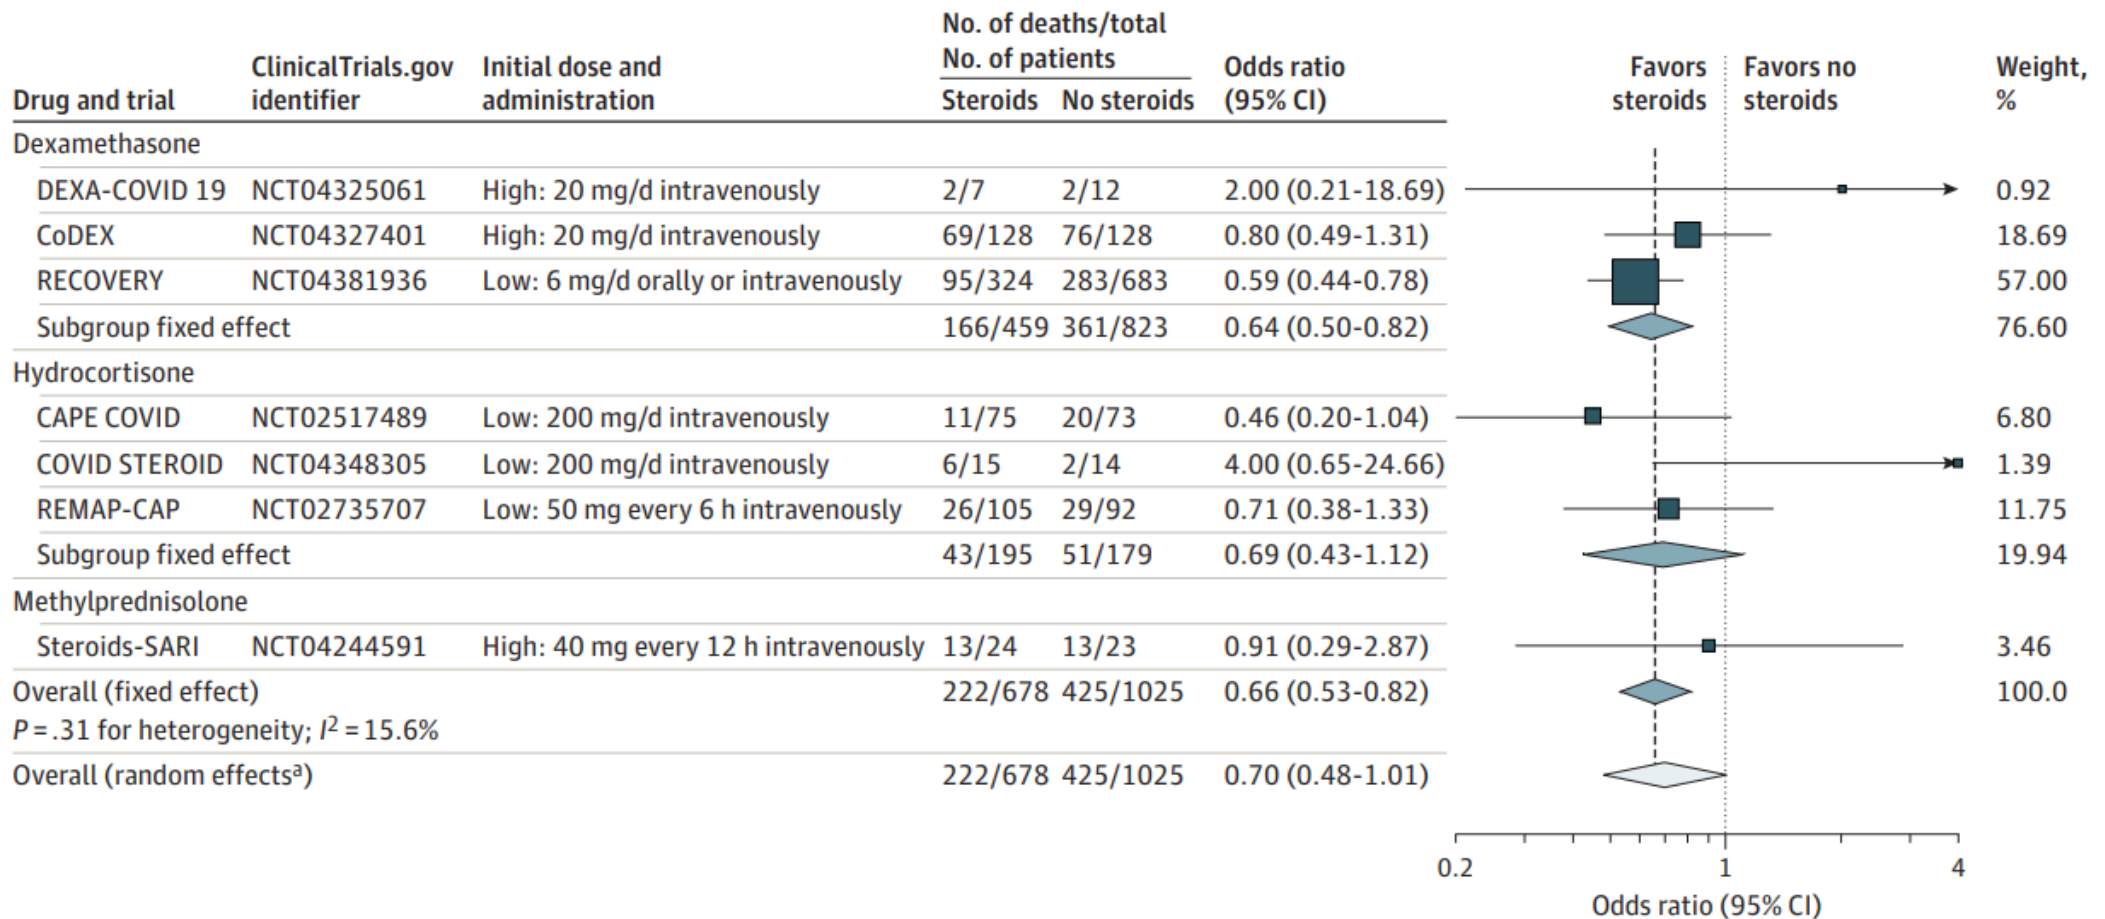 No. of deaths/total
No. of patients
Drug and trial ClinicalTrials.gov identifier Initial dose and administration Steroids No steroids Odds ratio (95% CI) Favors steroids Favors no steroids Weight, %
Dexamethasone
DEXA-COVID 19 NCT04325061 High: 20 mg/d intravenously 2/7 2/12 2.00 (0.21-18.69) 0.92
CoDEX NCT04327401 High: 20 mg/d intravenously 69/128 76/128 0.80 (0.49-1.31) 18.69
RECOVERY NCT04381936 Low: 6 mg/d orally or intravenously 95/324 283/683 0.59 (0.44-0.78) 57.00
Subgroup fixed effect 166/459 361/823 0.64 (0.50-0.82) 76.60
Hydrocortisone
CAPE COVID NCT02517489 Low: 200 mg/d intravenously 11/75 20/73 0.46 (0.20-1.04) 6.80
COVID STEROID NCT04348305 Low: 200 mg/d intravenously 6/15 2/14 4.00 (0.65-24.66) 1.39
REMAP-CAP NCT02735707 Low: 50 mg every 6 h intravenously 26/105 29/92 0.71 (0.38-1.33) 11.75
Subgroup fixed effect 43/195 51/179 0.69 (0.43-1.12) 19.94
Methylprednisolone
Steroids-SARI NCT04244591 High: 40 mg every 12 h intravenously 13/24 13/23 0.91 (0.29-2.87) 3.46
Overall (fixed effect) 222/678 425/1025 0.66 (0.53-0.82) 100.0
P = .31 for heterogeneity; I² = 15.6%
Overall (random effectsᵃ) 222/678 425/1025 0.70 (0.48-1.01)
0.2 1 4
Odds ratio (95% CI)